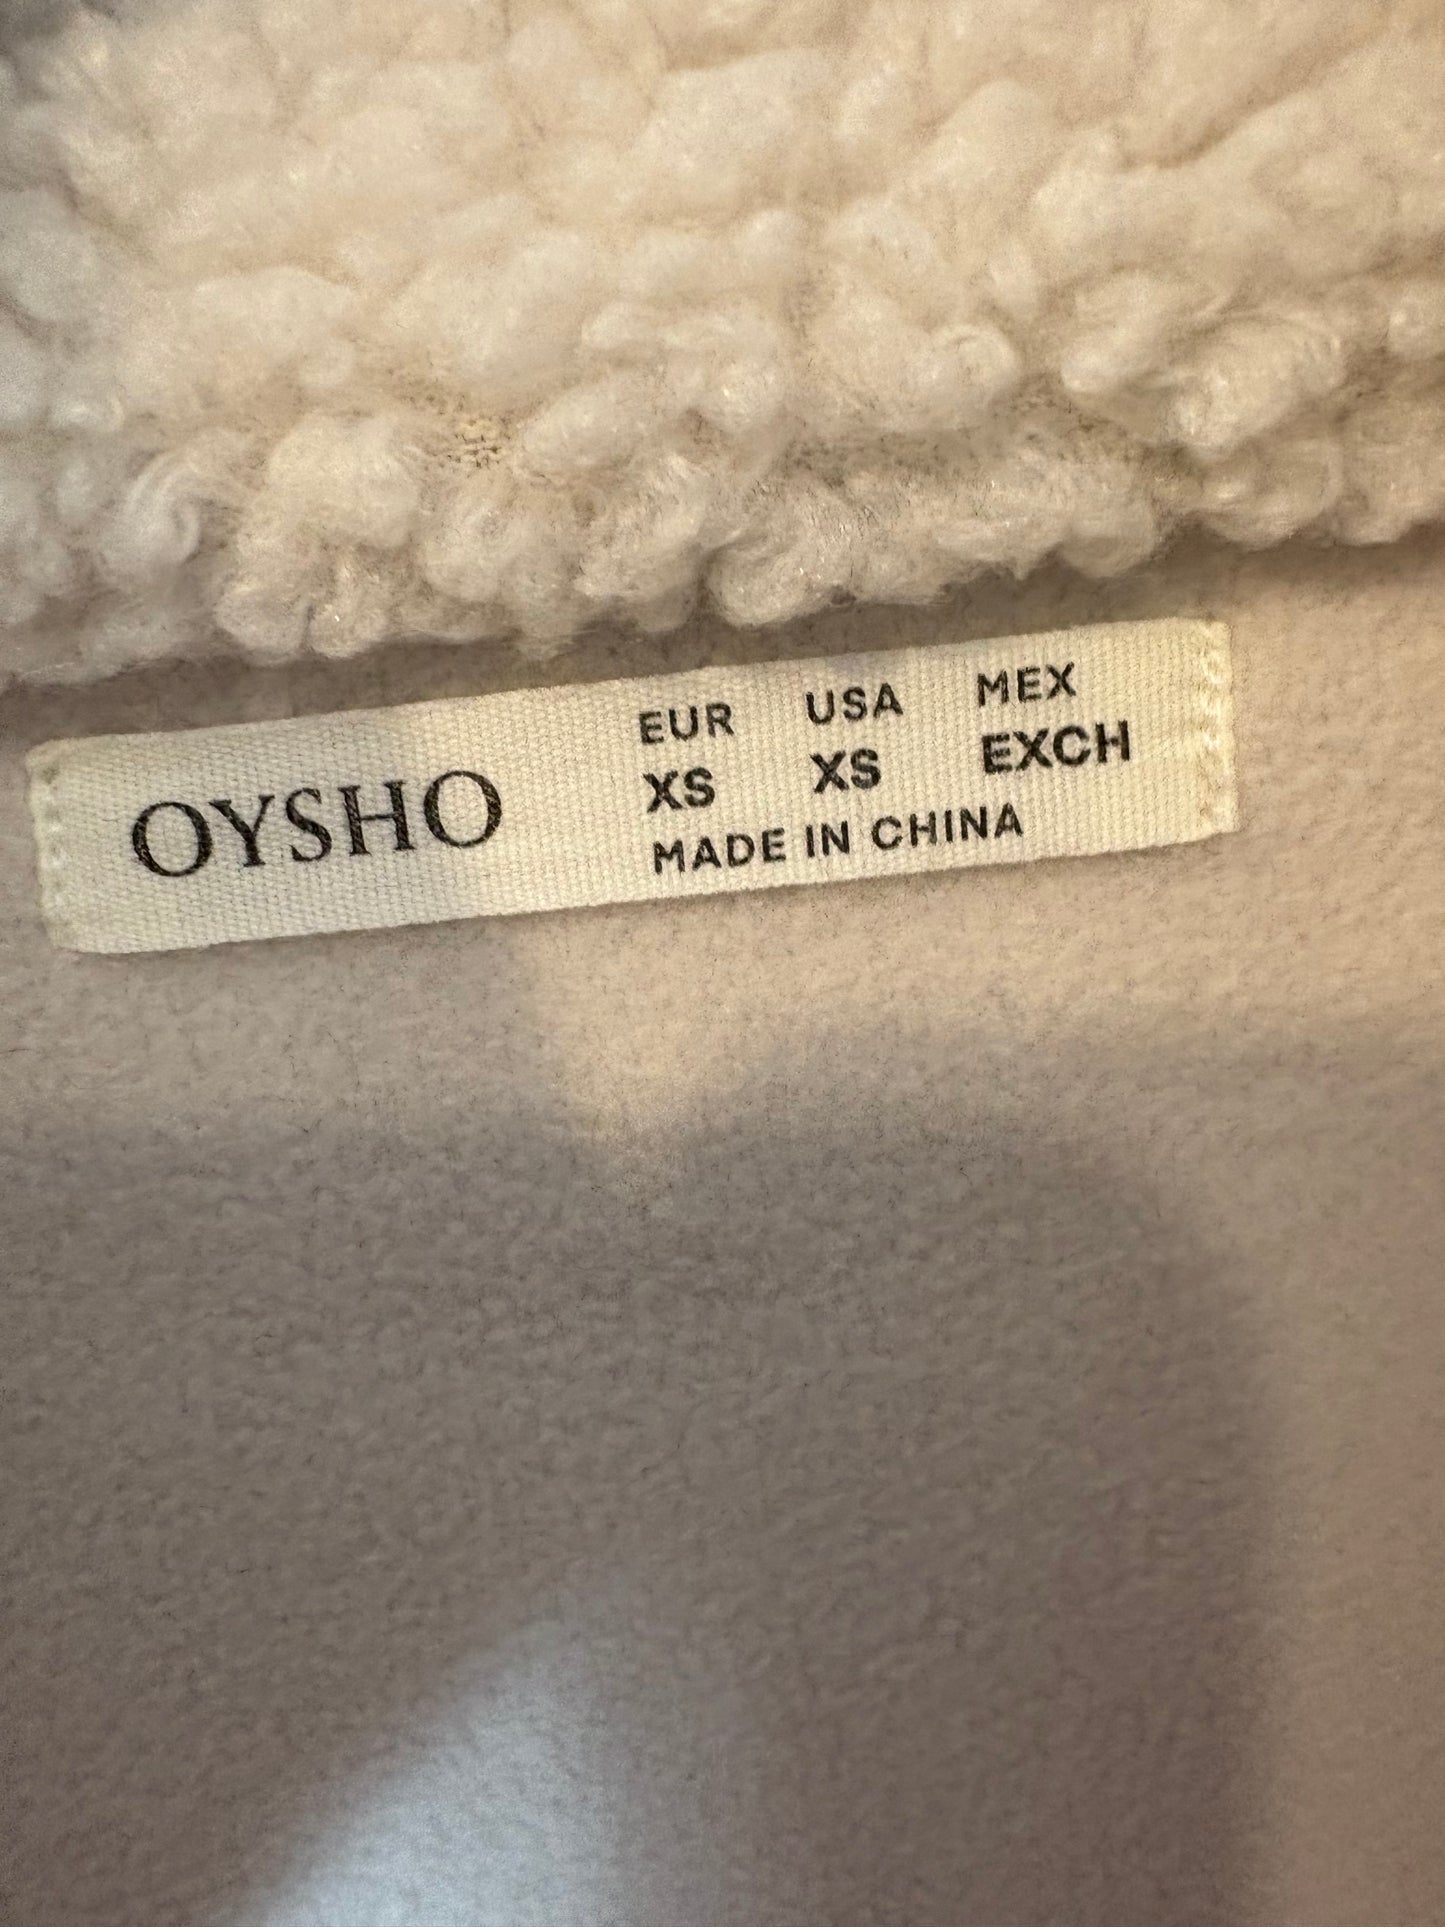 OYSHO
EUR USA MEX
XS XS EXCH
MADE IN CHINA